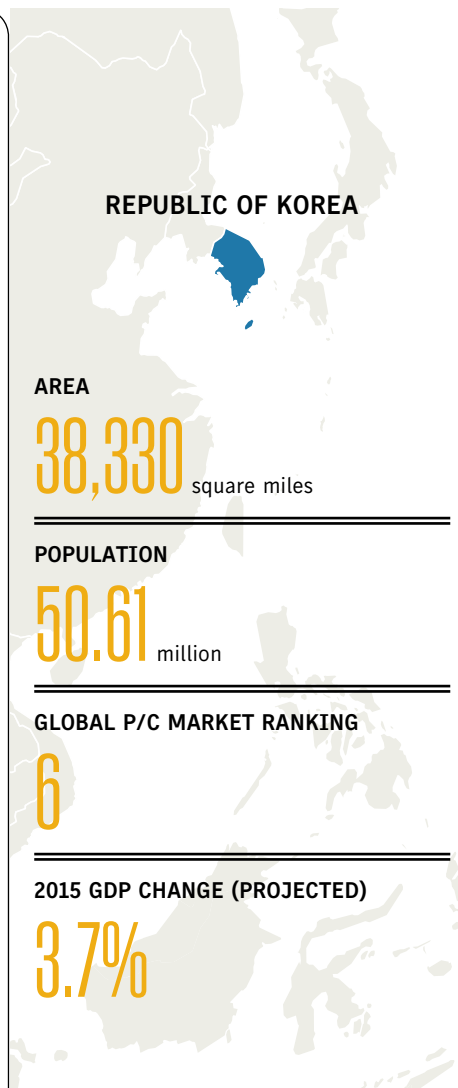 REPUBLIC OF KOREA
AREA
38,330 square miles
POPULATION
50.61 million
GLOBAL P/C MARKET RANKING
6
2015 GDP CHANGE (PROJECTED)
3.7%